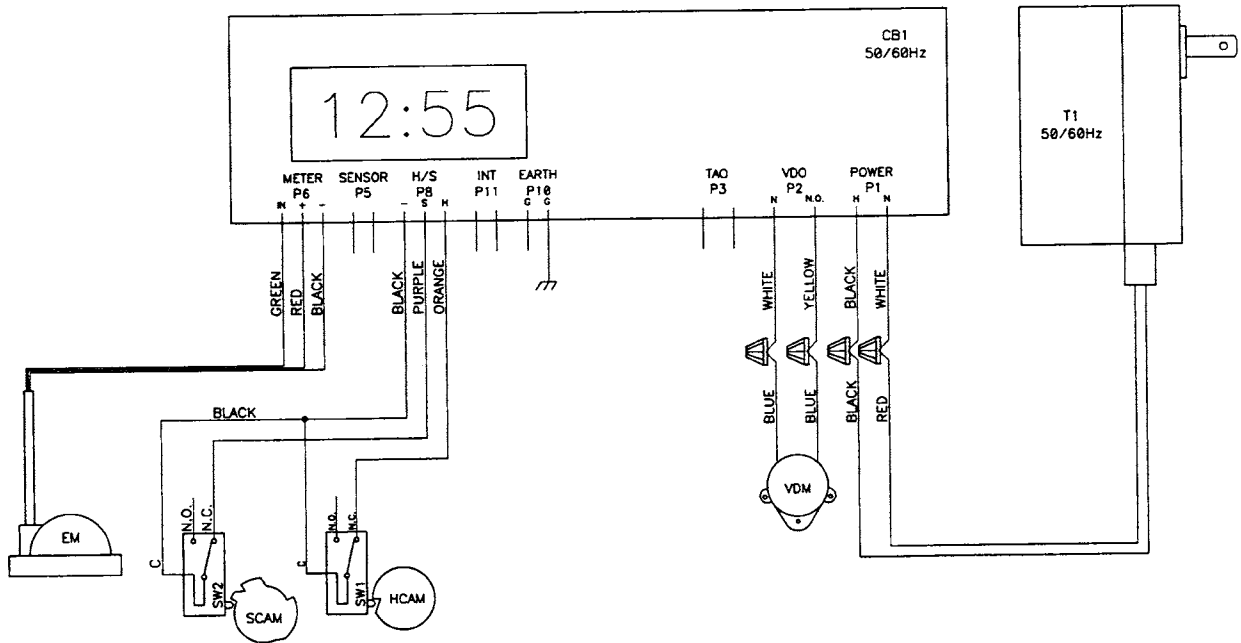 CB1
50/60Hz
12:55
T1
50/60Hz
METER
P6
SENSOR
P5
H/S
P8
INT
P11
EARTH
P10
TAO
P3
VDO
P2
POWER
P1
IN + -
- S H
G G
N N.O.
H N
GREEN
RED
BLACK
BLACK
PURPLE
ORANGE
WHITE
YELLOW
BLACK
WHITE
BLUE
BLUE
BLACK
RED
BLACK
N.O.
N.C.
N.O.
N.C.
VDM
EM
C
SW2
SCAM
C
SW1
HCAM